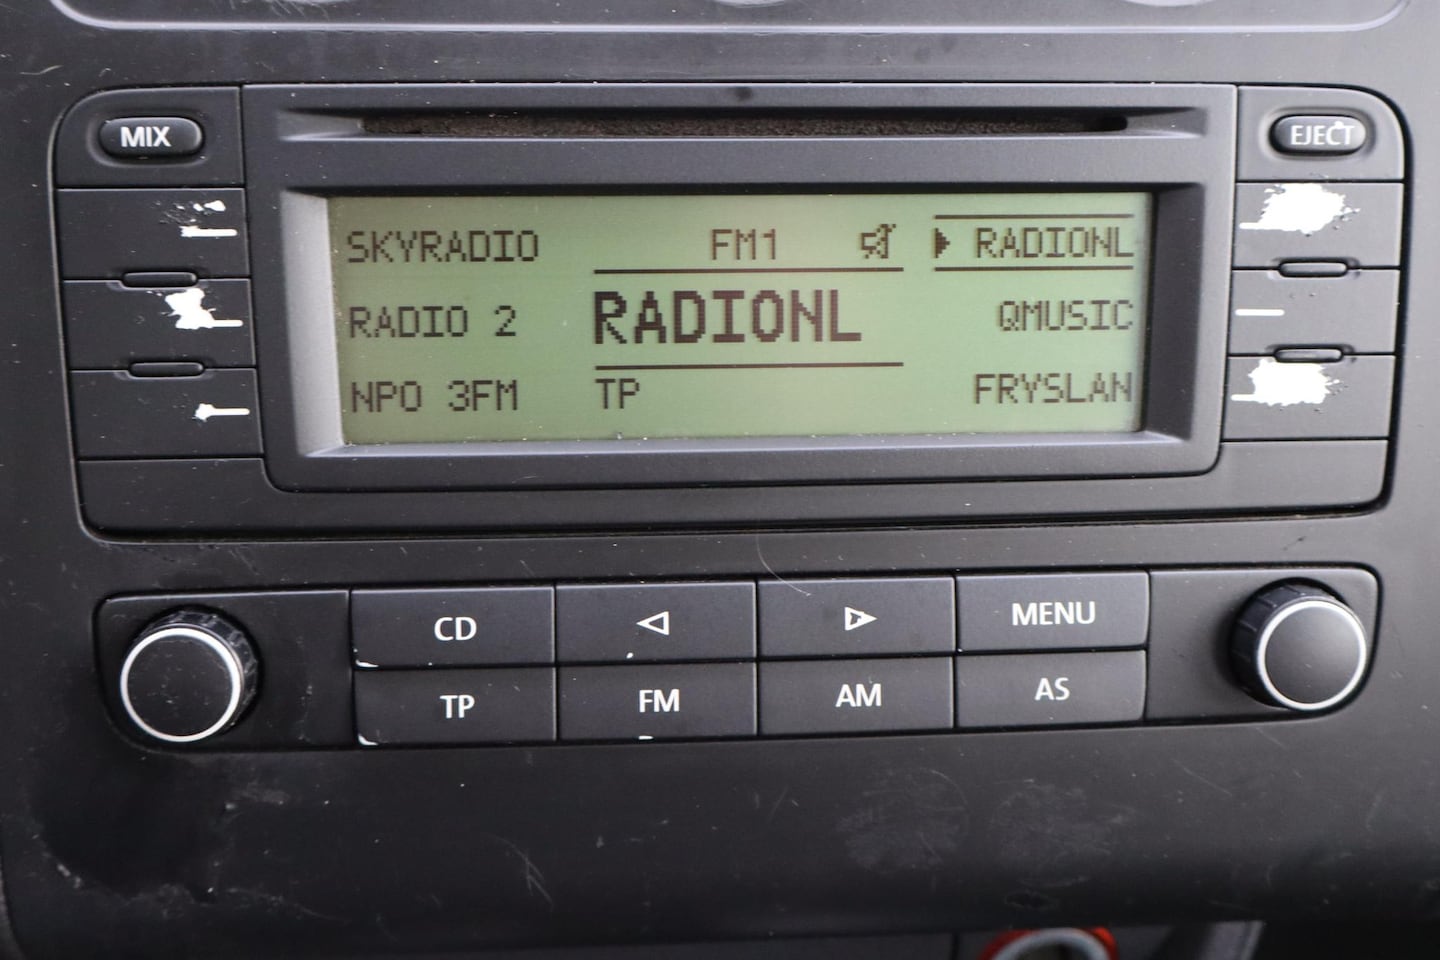 MIX
EJECT
SKYRADIO FM1 RADIONL
RADIO 2 RADIONL QMUSIC
NPO 3FM TP FRYSLAN
CD MENU
TP FM AM AS